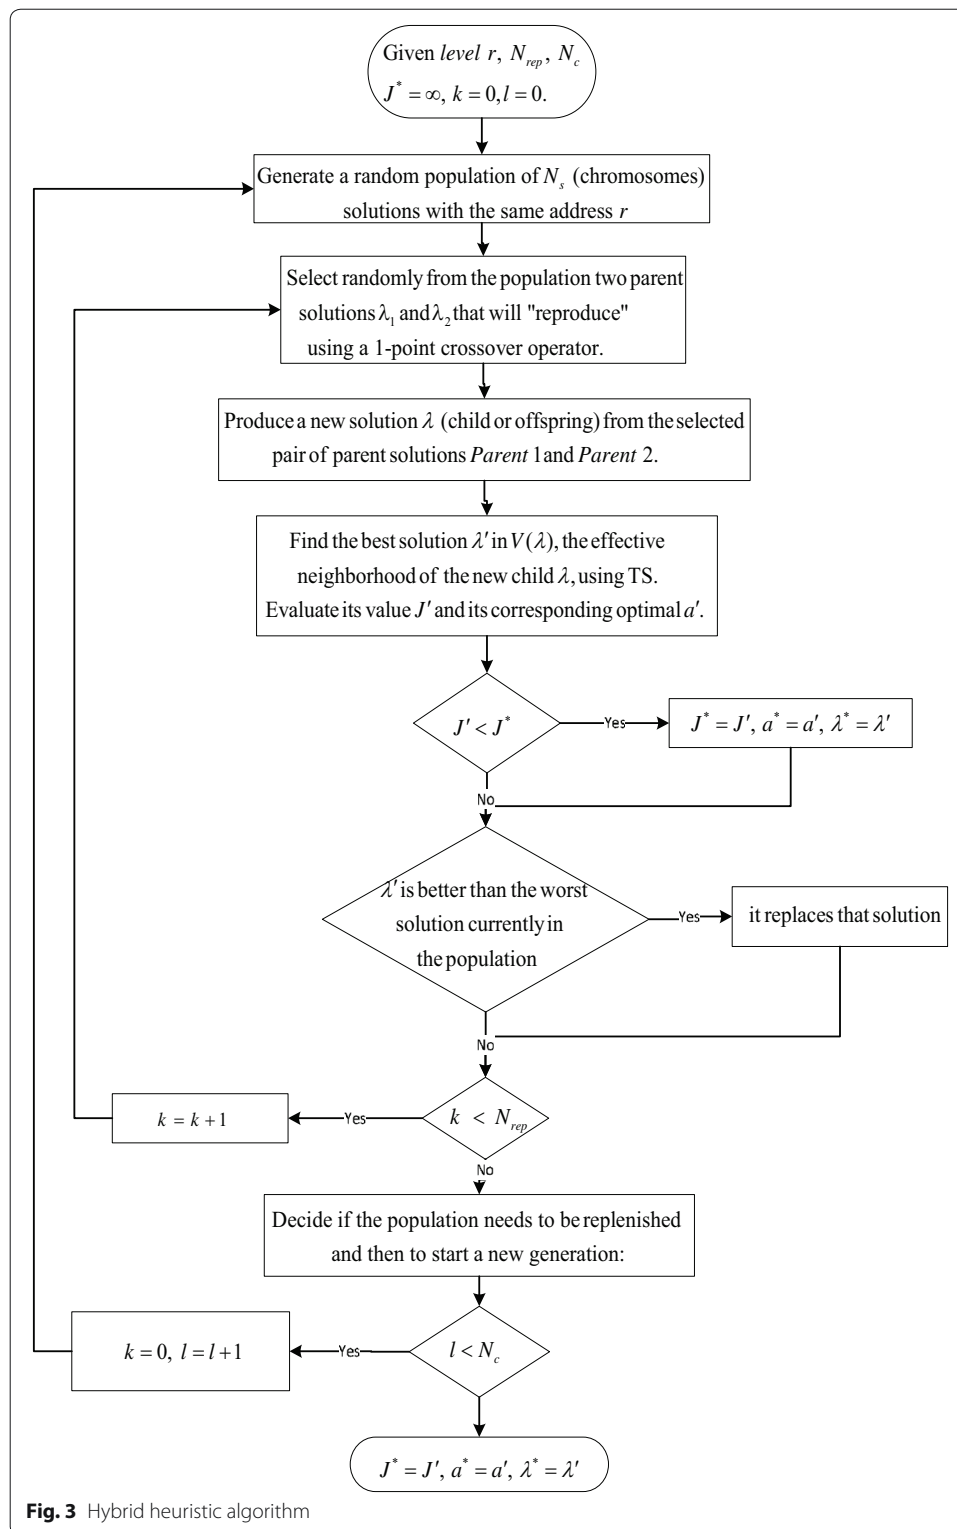 Given level r, N_rep, N_c
J* = ∞, k = 0, l = 0.
Generate a random population of N_s (chromosomes)
solutions with the same address r
Select randomly from the population two parent
solutions λ_1 and λ_2 that will "reproduce"
using a 1-point crossover operator.
Produce a new solution λ (child or offspring) from the selected
pair of parent solutions Parent 1 and Parent 2.
Find the best solution λ′ in V(λ), the effective
neighborhood of the new child λ, using TS.
Evaluate its value J′ and its corresponding optimal a′.
J′ < J*
Yes
J* = J′, a* = a′, λ* = λ′
No
λ′ is better than the worst
solution currently in
the population
Yes
it replaces that solution
No
k < N_rep
Yes
k = k + 1
No
Decide if the population needs to be replenished
and then to start a new generation:
l < N_c
Yes
k = 0, l = l + 1
J* = J′, a* = a′, λ* = λ′
Fig. 3 Hybrid heuristic algorithm